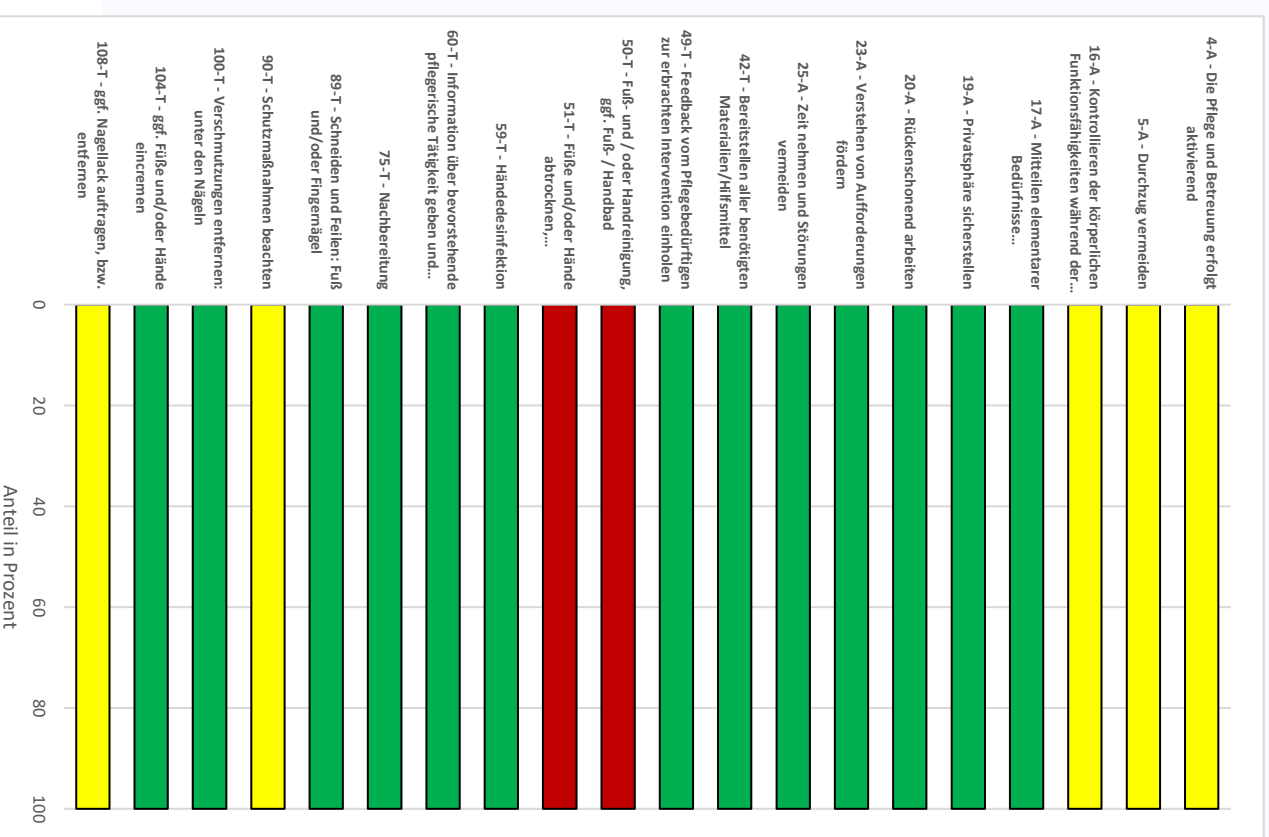 4-A - Die Pflege und Betreuung erfolgt
aktivierend
5-A - Durchzug vermeiden
16-A - Kontrollieren der körperlichen
Funktionsfähigkeiten während der...
17-A - Mitteilen elementarer
Bedürfnisse...
19-A - Privatsphäre sicherstellen
20-A - Rückenschonend arbeiten
23-A - Verstehen von Aufforderungen
fördern
25-A - Zeit nehmen und Störungen
vermeiden
42-T - Bereitstellen aller benötigten
Materialien/Hilfsmittel
49-T - Feedback vom Pflegebedürftigen
zur erbrachten Intervention einholen
50-T - Fuß- und / oder Handreinigung,
ggf. Fuß- / Handbad
51-T - Füße und/oder Hände
abtrocknen,...
59-T - Händedesinfektion
60-T - Information über bevorstehende
pflegerische Tätigkeit geben und...
75-T - Nachbereitung
89-T - Schneiden und Feilen: Fuß
und/oder Fingernägel
90-T - Schutzmaßnahmen beachten
100-T - Verschmutzungen entfernen:
unter den Nägeln
104-T - ggf. Füße und/oder Hände
eincremen
108-T - ggf. Nagellack auftragen, bzw.
entfernen
0
20
40
60
80
100
Anteil in Prozent